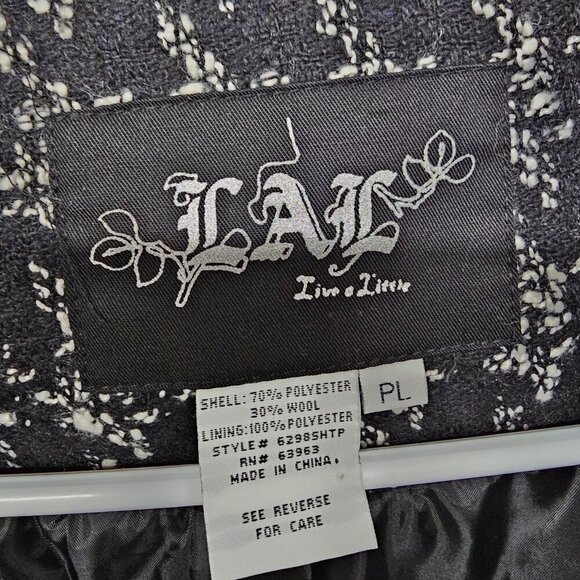 LAL
Live a Little
SHELL: 70% POLYESTER
30% WOOL
LINING: 100% POLYESTER
STYLE# 6298SHTP
RN# 63963
MADE IN CHINA.
SEE REVERSE
FOR CARE
PL